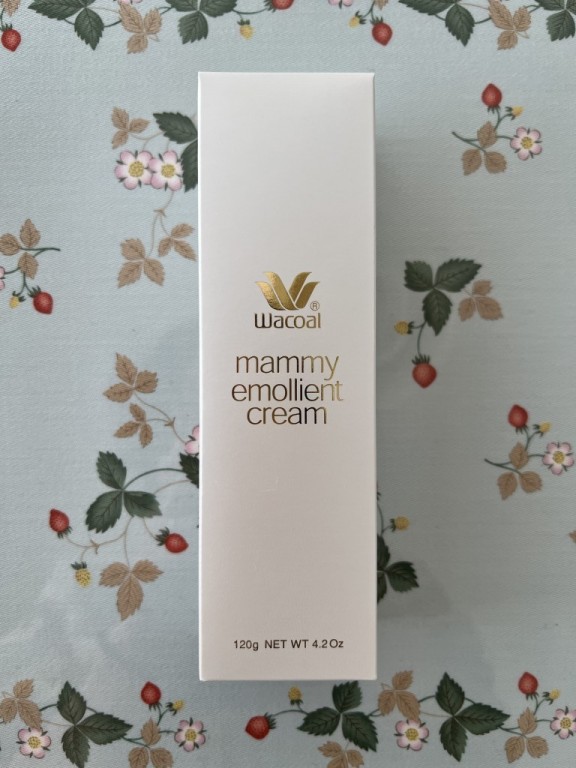 ®
Wacoal
mammy
emollient
cream
120g NET WT 4.2Oz